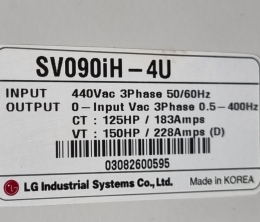 SV090iH-4U
INPUT 440Vac 3Phase 50/60Hz
OUTPUT 0-Input Vac 3Phase 0.5-400Hz
CT : 125HP / 183Amps
VT : 150HP / 228Amps (D)
03082600595
LG Industrial Systems Co., Ltd. Made in KOREA